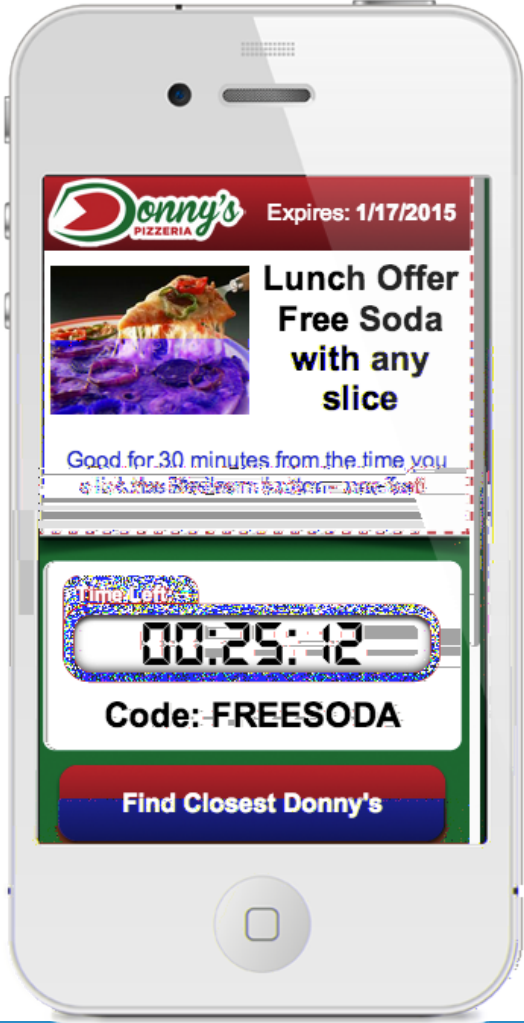 Donny's
PIZZERIA
Expires: 1/17/2015
Lunch Offer
Free Soda
with any
slice
Good for 30 minutes from the time you
Time Left
00:25:12
Code: FREESODA
Find Closest Donny's